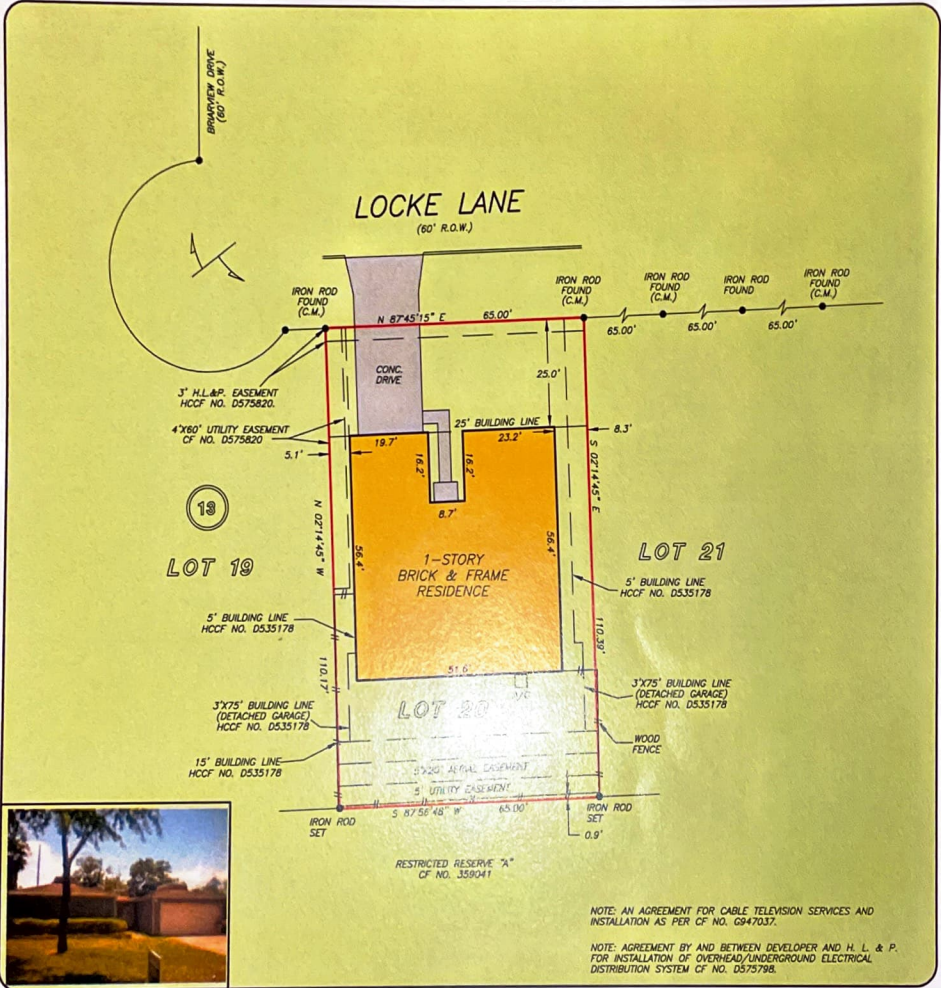 BRIARVIEW DRIVE
(60' R.O.W.)
LOCKE LANE
(60' R.O.W.)
IRON ROD
FOUND
(C.M.)
N 87°45'15" E
65.00'
IRON ROD
FOUND
(C.M.)
IRON ROD
FOUND
(C.M.)
IRON ROD
FOUND
IRON ROD
FOUND
(C.M.)
65.00'
65.00'
65.00'
3' H.L.&P. EASEMENT
HCCF NO. D575820.
CONC.
DRIVE
25.0'
4'X60' UTILITY EASEMENT
CF NO. D575820
25' BUILDING LINE
8.3'
5.1'
19.7'
23.2'
16.2'
16.2'
8.7'
S 02°14'45" E
N 02°14'45" W
13
LOT 19
56.4'
56.4'
1-STORY
BRICK & FRAME
RESIDENCE
LOT 21
5' BUILDING LINE
HCCF NO. D535178
5' BUILDING LINE
HCCF NO. D535178
110.39'
110.17'
51.6'
A/C
3'X75' BUILDING LINE
(DETACHED GARAGE)
HCCF NO. D535178
3'X75' BUILDING LINE
(DETACHED GARAGE)
HCCF NO. D535178
LOT 20
WOOD
FENCE
15' BUILDING LINE
HCCF NO. D535178
5'X20' AERIAL EASEMENT
5' UTILITY EASEMENT
S 87°56'48" W
65.00'
IRON ROD
SET
IRON ROD
SET
0.9'
RESTRICTED RESERVE "A"
CF NO. 359041
NOTE: AN AGREEMENT FOR CABLE TELEVISION SERVICES AND
INSTALLATION AS PER CF NO. G947037.
NOTE: AGREEMENT BY AND BETWEEN DEVELOPER AND H. L. & P.
FOR INSTALLATION OF OVERHEAD/UNDERGROUND ELECTRICAL
DISTRIBUTION SYSTEM CF NO. D575798.